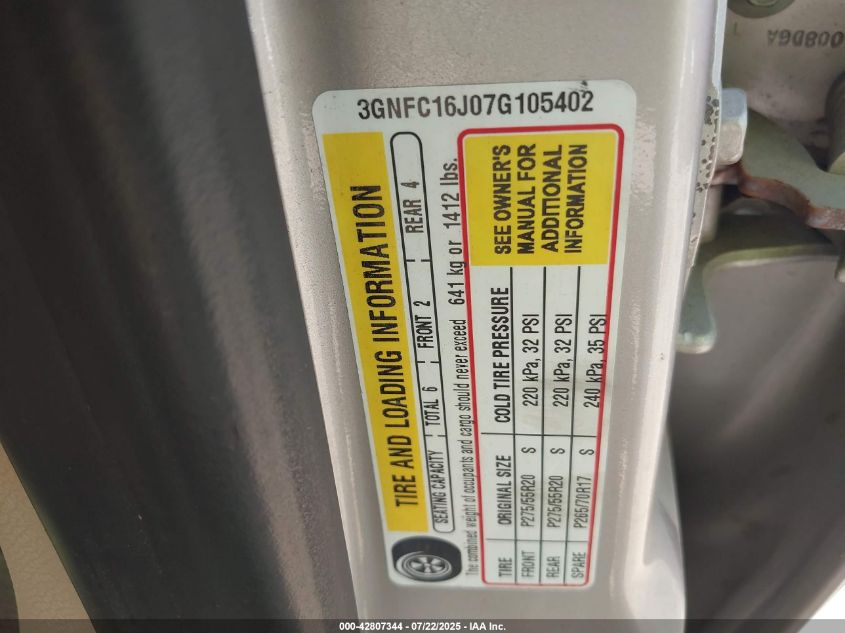 3GNFC16J07G105402
TIRE AND LOADING INFORMATION
SEATING CAPACITY TOTAL 6 FRONT 2 REAR 4
The combined weight of occupants and cargo should never exceed 641 kg or 1412 lbs.
TIRE ORIGINAL SIZE COLD TIRE PRESSURE
FRONT P275/55R20 S 220 kPa, 32 PSI
REAR P275/55R20 S 220 kPa, 32 PSI
SPARE P265/70R17 S 240 kPa, 35 PSI
SEE OWNER'S
MANUAL FOR
ADDITIONAL
INFORMATION
000-42807344 - 07/22/2025 - IAA Inc.